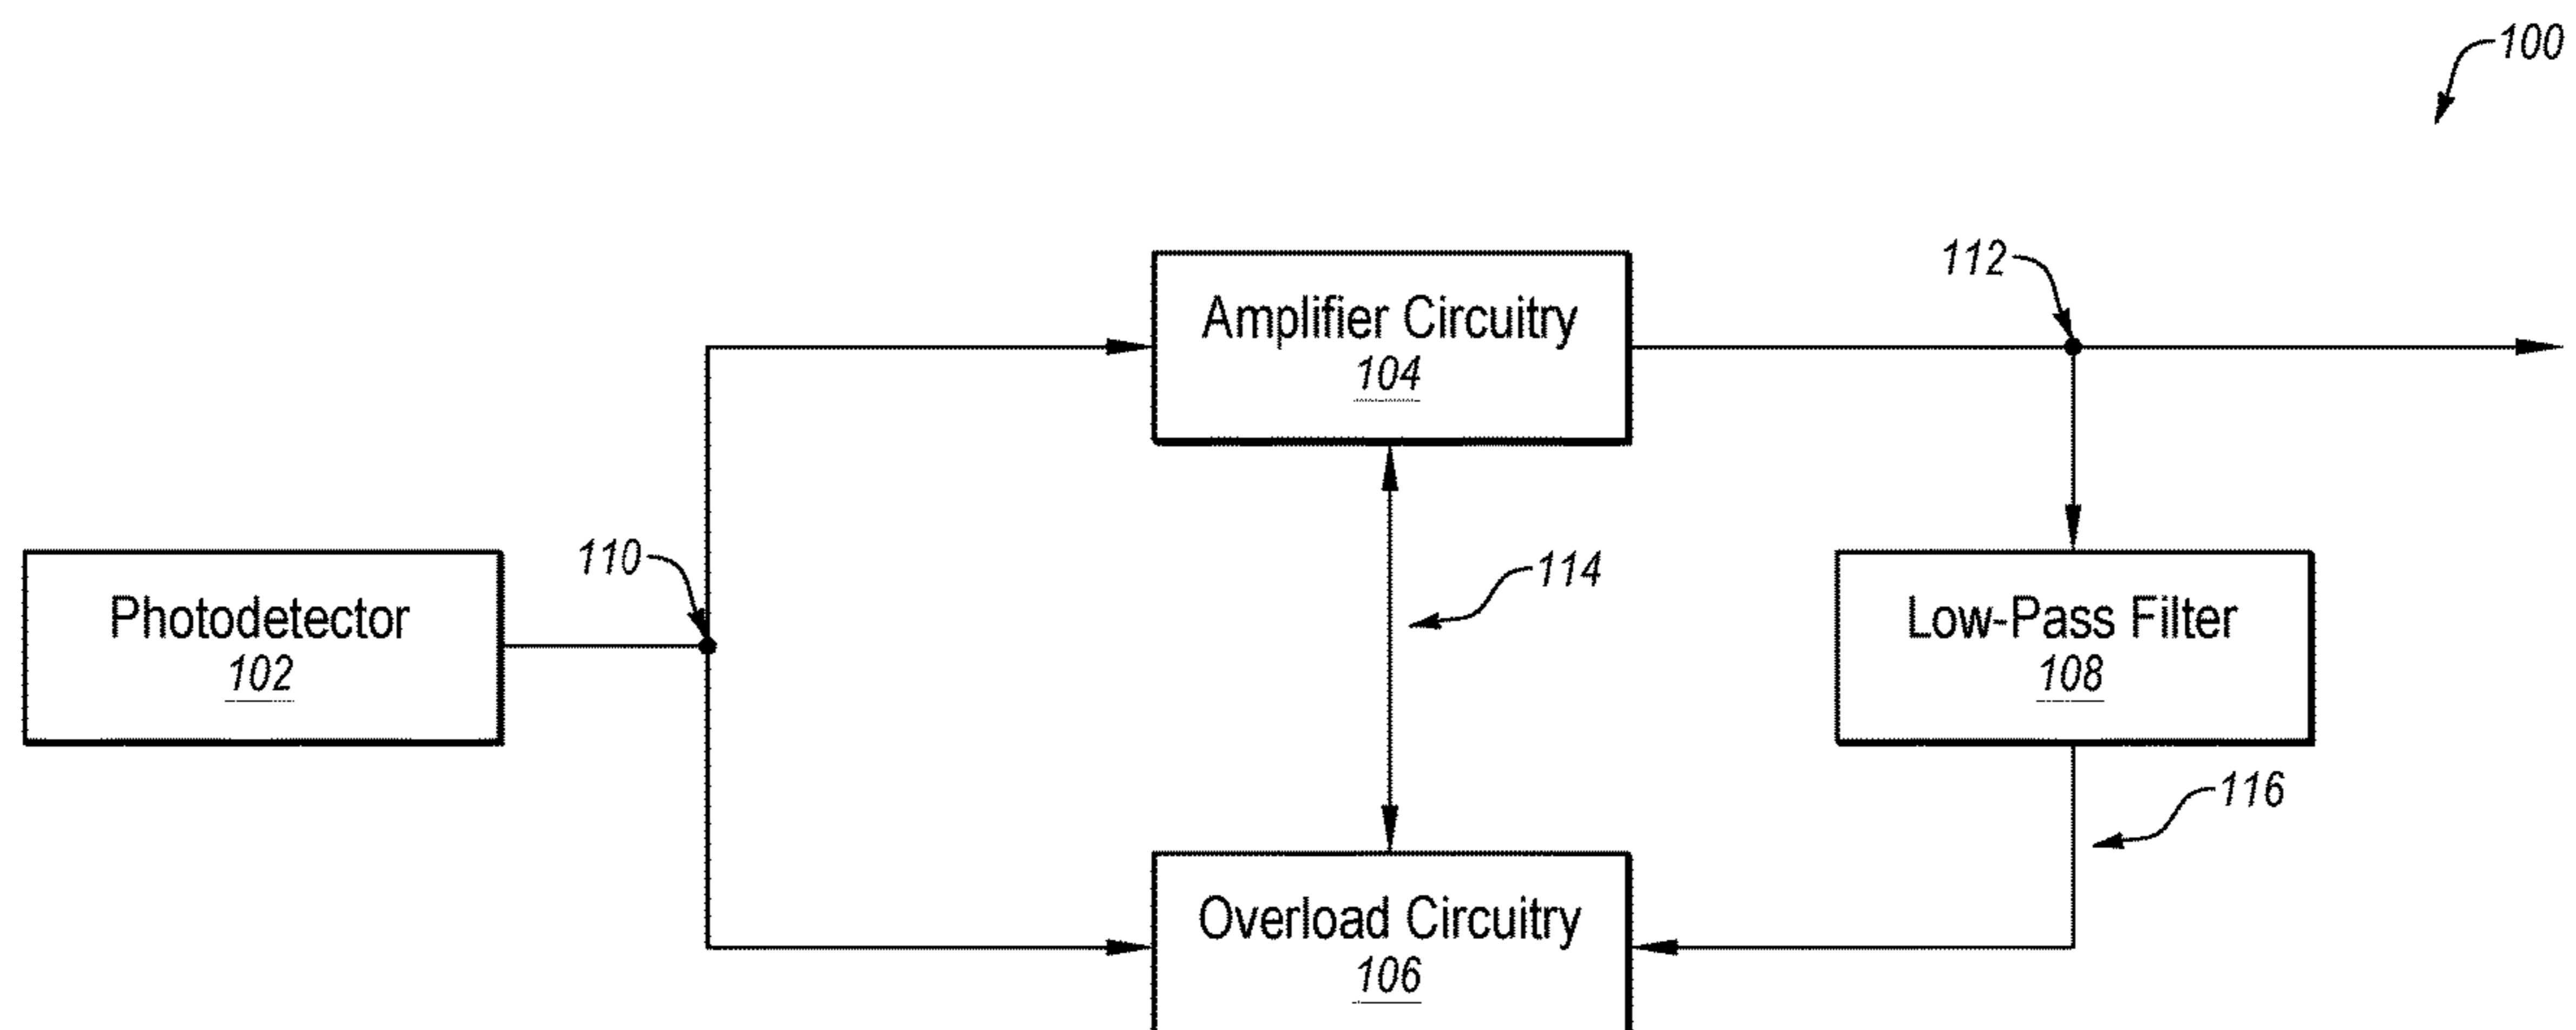 100
112
Amplifier Circuitry
104
110
114
Photodetector
102
Low-Pass Filter
108
116
Overload Circuitry
106